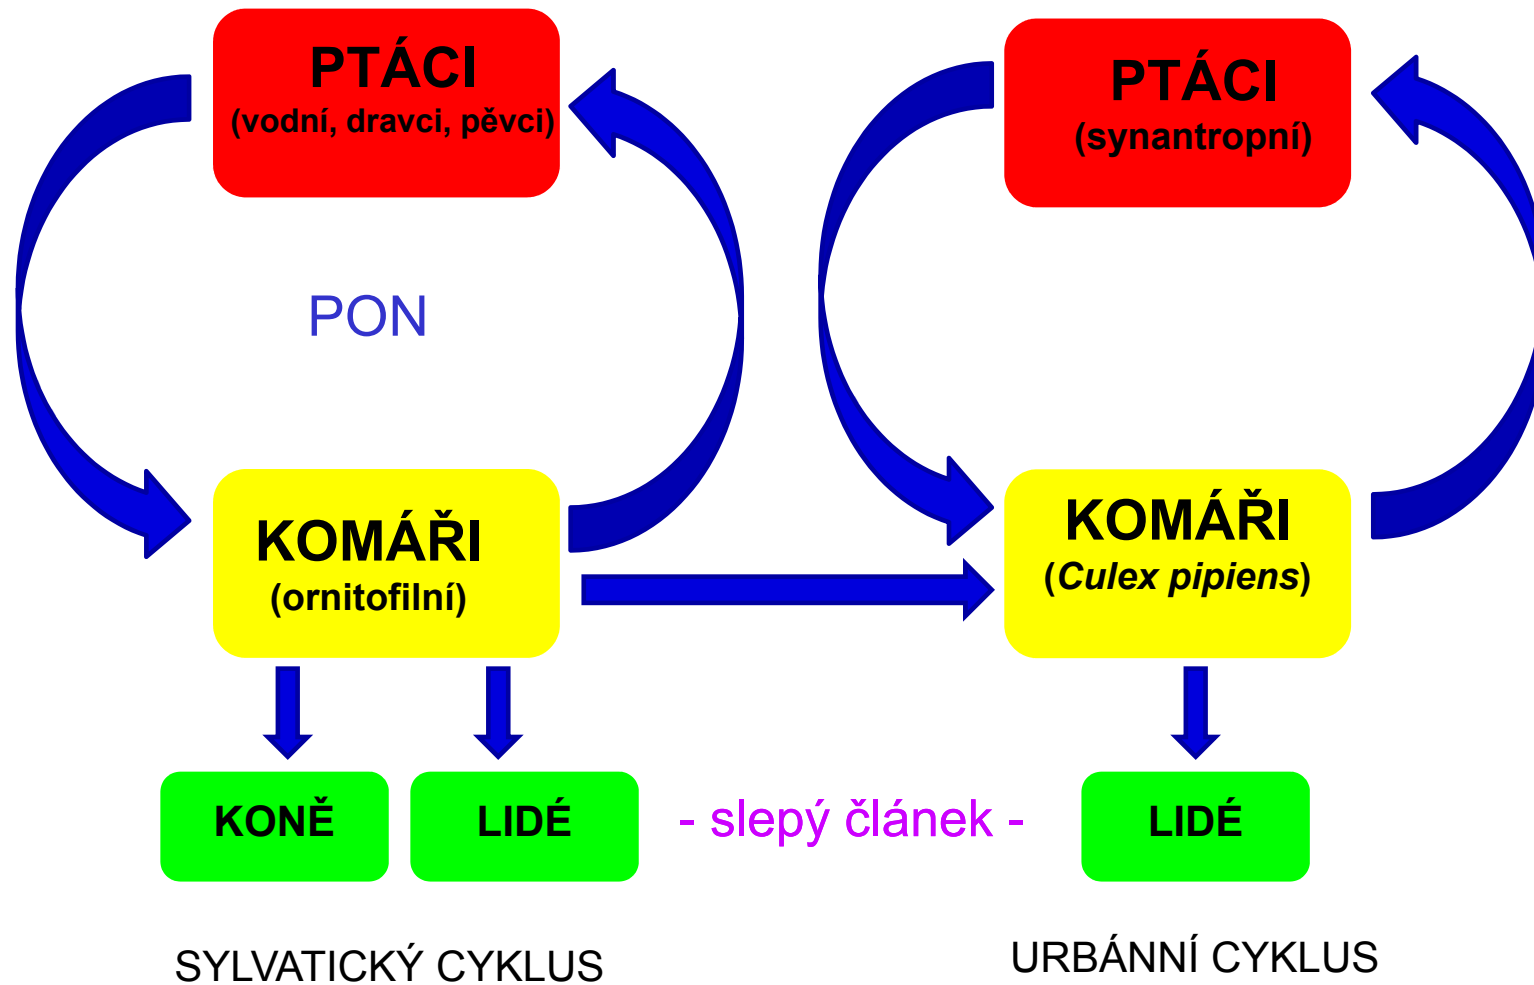 PTÁCI
(vodní, dravci, pěvci)
PTÁCI
(synantropní)
PON
KOMÁŘI
(ornitofilní)
KOMÁŘI
(Culex pipiens)
KONĚ
LIDÉ
- slepý článek -
LIDÉ
SYLVATICKÝ CYKLUS
URBÁNNÍ CYKLUS